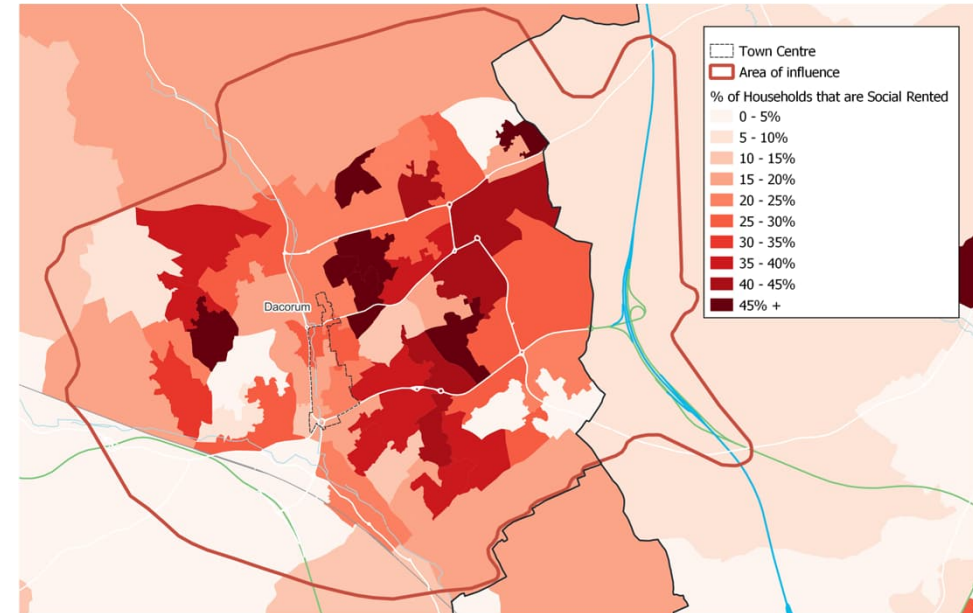 Town Centre
Area of influence
% of Households that are Social Rented
0 - 5%
5 - 10%
10 - 15%
15 - 20%
20 - 25%
25 - 30%
30 - 35%
35 - 40%
40 - 45%
45% +
Dacorum